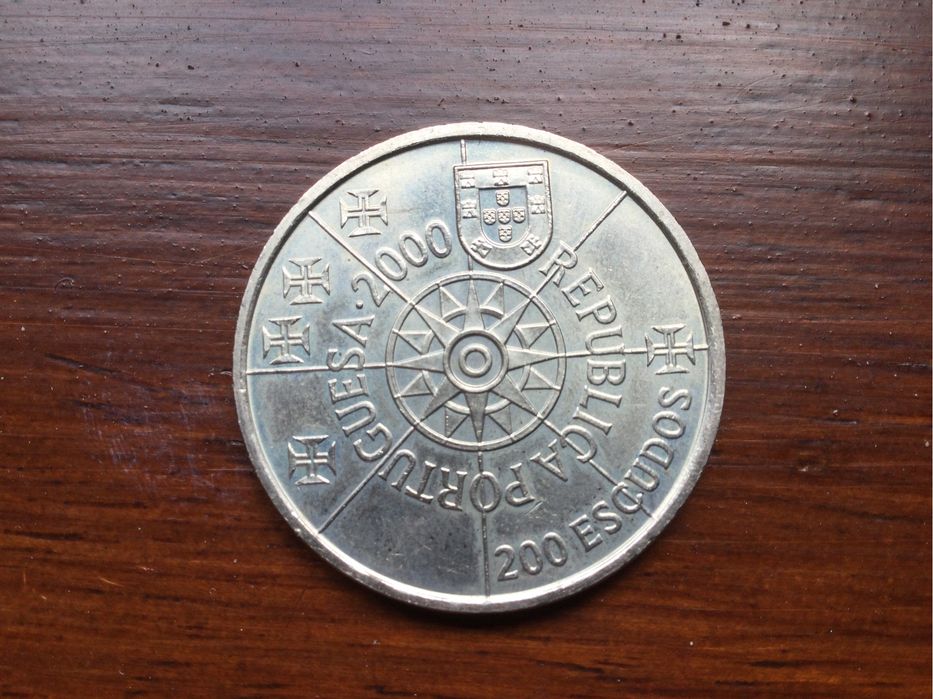 REPUBLICA PORTUGUESA · 2000
200 ESCUDOS